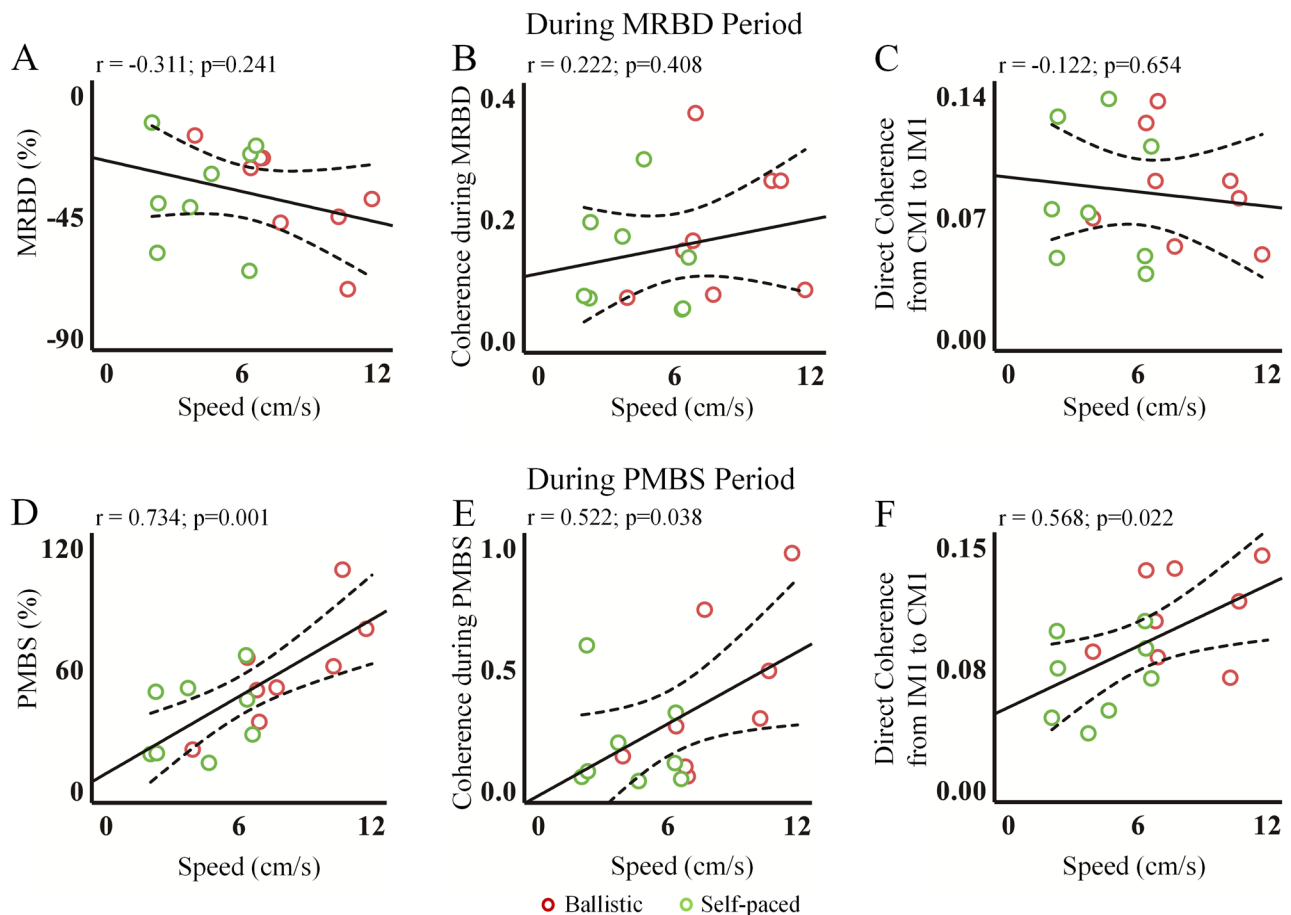 During MRBD Period
A
r = -0.311; p=0.241
MRBD (%)
0
-45
-90
0
6
12
Speed (cm/s)
B
r = 0.222; p=0.408
Coherence during MRBD
0.4
0.2
0.0
0
6
12
Speed (cm/s)
C
r = -0.122; p=0.654
Direct Coherence
from CM1 to IM1
0.14
0.07
0.00
0
6
12
Speed (cm/s)
During PMBS Period
D
r = 0.734; p=0.001
PMBS (%)
120
60
0
0
6
12
Speed (cm/s)
E
r = 0.522; p=0.038
Coherence during PMBS
1.0
0.5
0.0
0
6
12
Speed (cm/s)
F
r = 0.568; p=0.022
Direct Coherence
from IM1 to CM1
0.15
0.08
0.00
0
6
12
Speed (cm/s)
Ballistic
Self-paced